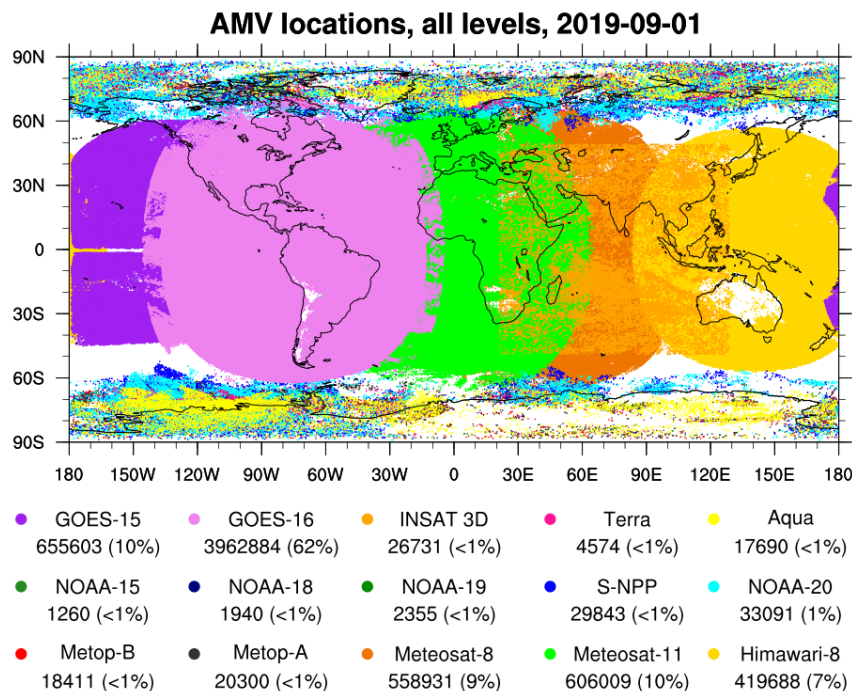 AMV locations, all levels, 2019-09-01
90N
60N
30N
0
30S
60S
90S
180 150W 120W 90W 60W 30W 0 30E 60E 90E 120E 150E 180
GOES-15 GOES-16 INSAT 3D Terra Aqua
655603 (10%) 3962884 (62%) 26731 (<1%) 4574 (<1%) 17690 (<1%)
NOAA-15 NOAA-18 NOAA-19 S-NPP NOAA-20
1260 (<1%) 1940 (<1%) 2355 (<1%) 29843 (<1%) 33091 (1%)
Metop-B Metop-A Meteosat-8 Meteosat-11 Himawari-8
18411 (<1%) 20300 (<1%) 558931 (9%) 606009 (10%) 419688 (7%)